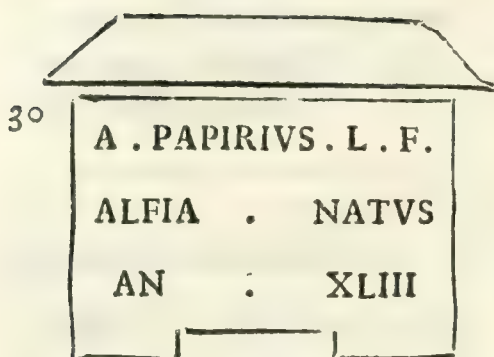 30
A . PAPIRIVS . L . F.
ALFIA . NATVS
AN : XLIII